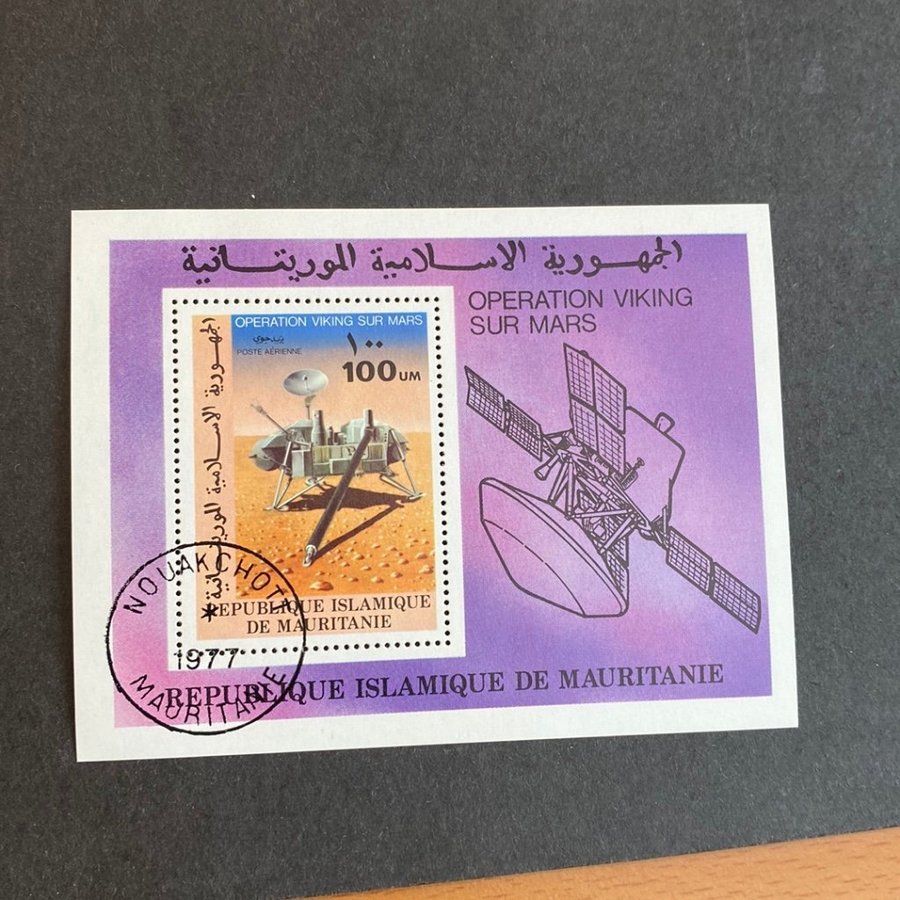 الجمهورية الاسلامية الموريتانية
OPERATION VIKING
SUR MARS
OPERATION VIKING SUR MARS
بريد جوي
POSTE AÉRIENNE
١٠٠
100 UM
الجمهورية الاسلامية الموريتانية
REPUBLIQUE ISLAMIQUE
DE MAURITANIE
REPUBLIQUE ISLAMIQUE DE MAURITANIE
NOUAKCHOTT
1977
MAURITANIE